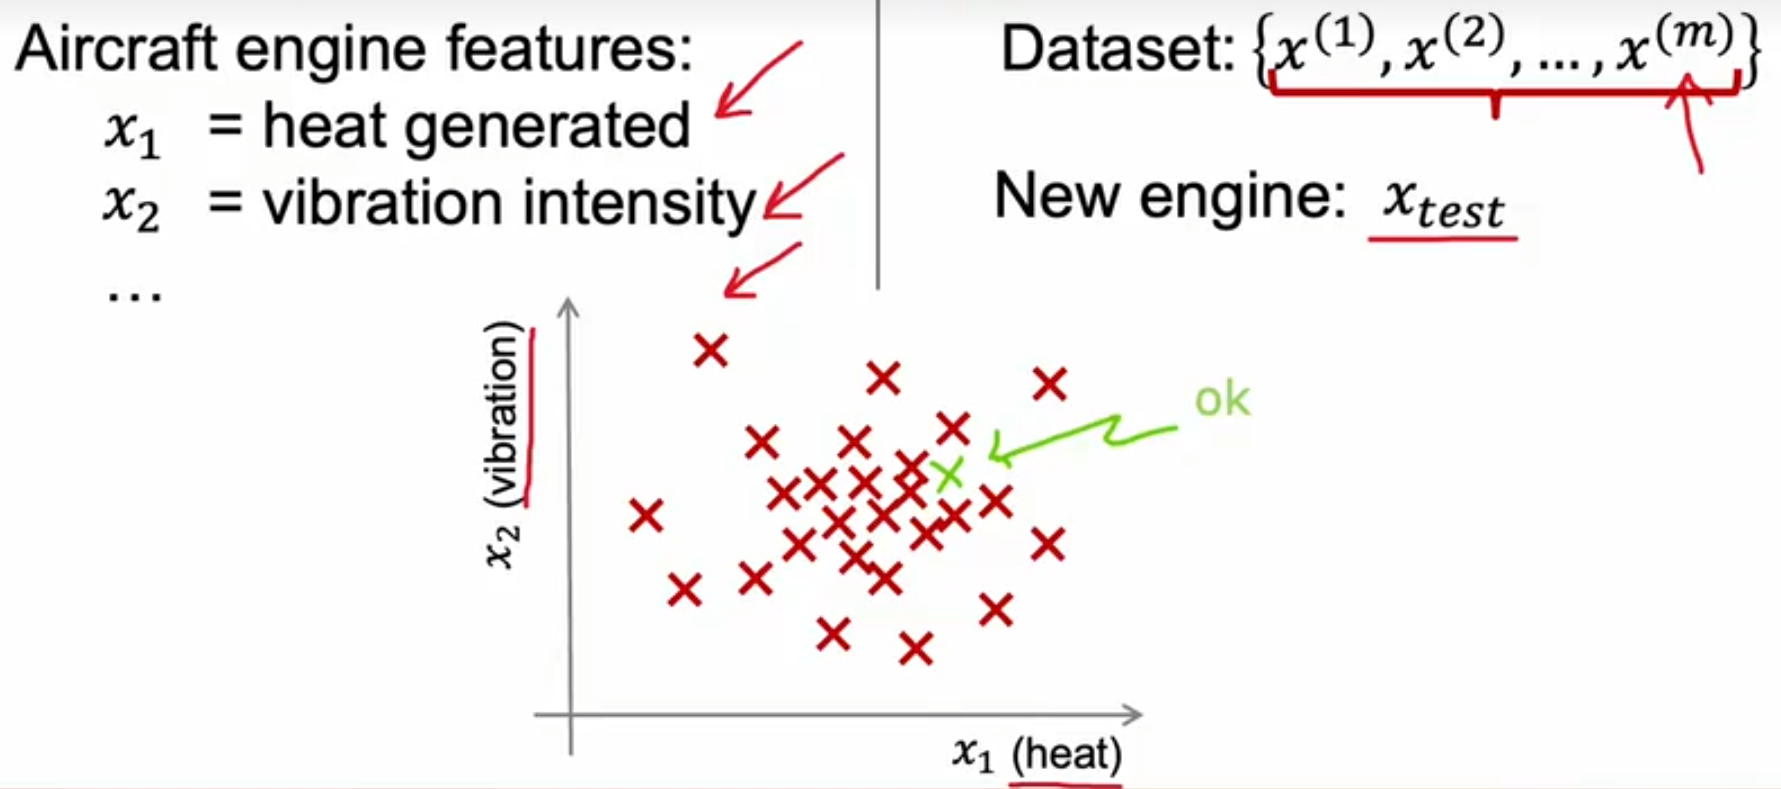 Aircraft engine features:
x₁ = heat generated
x₂ = vibration intensity
...
Dataset: {x⁽¹⁾, x⁽²⁾, ..., x⁽ᵐ⁾}
New engine: x_test
x₂ (vibration)
ok
x₁ (heat)